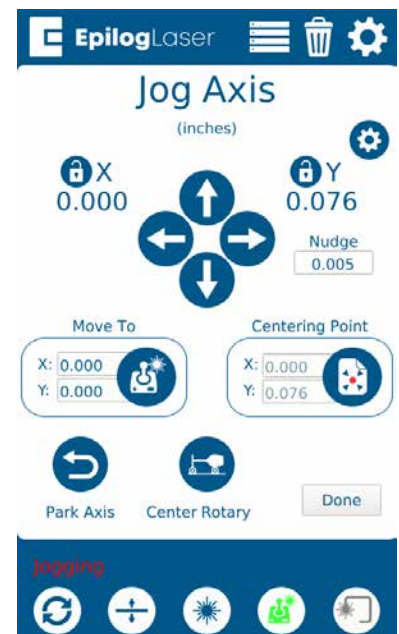 EpilogLaser
Jog Axis
(inches)
X
0.000
Y
0.076
Nudge
0.005
Move To
X: 0.000
Y: 0.000
Centering Point
X: 0.000
Y: 0.076
Park Axis
Center Rotary
Done
Jogging